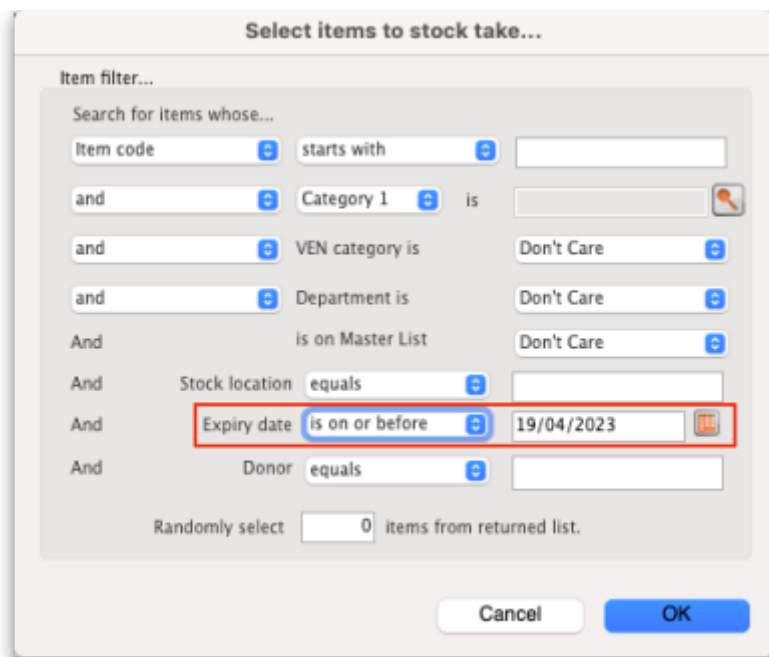 Select items to stock take...
Item filter...
Search for items whose...
Item code starts with
and Category 1 is
and VEN category is Don't Care
and Department is Don't Care
And is on Master List Don't Care
And Stock location equals
And Expiry date is on or before 19/04/2023
And Donor equals
Randomly select 0 items from returned list.
Cancel OK